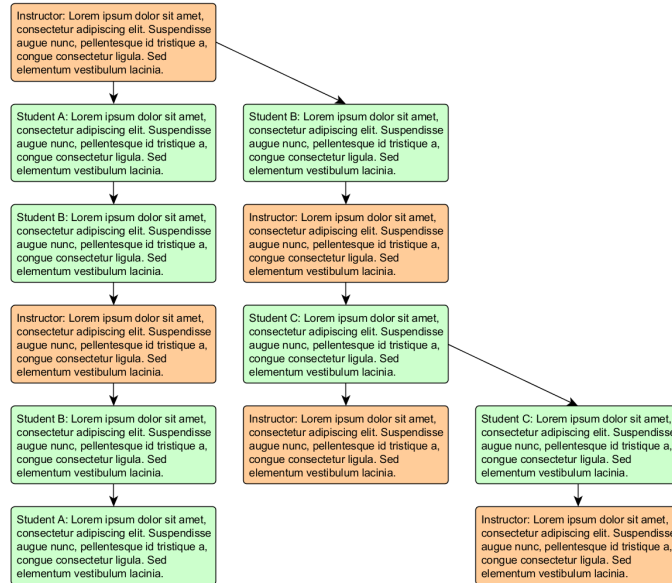 Instructor: Lorem ipsum dolor sit amet,
consectetur adipiscing elit. Suspendisse
augue nunc, pellentesque id tristique a,
congue consectetur ligula. Sed
elementum vestibulum lacinia.
Student A: Lorem ipsum dolor sit amet,
consectetur adipiscing elit. Suspendisse
augue nunc, pellentesque id tristique a,
congue consectetur ligula. Sed
elementum vestibulum lacinia.
Student B: Lorem ipsum dolor sit amet,
consectetur adipiscing elit. Suspendisse
augue nunc, pellentesque id tristique a,
congue consectetur ligula. Sed
elementum vestibulum lacinia.
Student B: Lorem ipsum dolor sit amet,
consectetur adipiscing elit. Suspendisse
augue nunc, pellentesque id tristique a,
congue consectetur ligula. Sed
elementum vestibulum lacinia.
Instructor: Lorem ipsum dolor sit amet,
consectetur adipiscing elit. Suspendisse
augue nunc, pellentesque id tristique a,
congue consectetur ligula. Sed
elementum vestibulum lacinia.
Instructor: Lorem ipsum dolor sit amet,
consectetur adipiscing elit. Suspendisse
augue nunc, pellentesque id tristique a,
congue consectetur ligula. Sed
elementum vestibulum lacinia.
Student C: Lorem ipsum dolor sit amet,
consectetur adipiscing elit. Suspendisse
augue nunc, pellentesque id tristique a,
congue consectetur ligula. Sed
elementum vestibulum lacinia.
Student B: Lorem ipsum dolor sit amet,
consectetur adipiscing elit. Suspendisse
augue nunc, pellentesque id tristique a,
congue consectetur ligula. Sed
elementum vestibulum lacinia.
Instructor: Lorem ipsum dolor sit amet,
consectetur adipiscing elit. Suspendisse
augue nunc, pellentesque id tristique a,
congue consectetur ligula. Sed
elementum vestibulum lacinia.
Student C: Lorem ipsum dolor sit amet,
consectetur adipiscing elit. Suspendisse
augue nunc, pellentesque id tristique a,
congue consectetur ligula. Sed
elementum vestibulum lacinia.
Student A: Lorem ipsum dolor sit amet,
consectetur adipiscing elit. Suspendisse
augue nunc, pellentesque id tristique a,
congue consectetur ligula. Sed
elementum vestibulum lacinia.
Instructor: Lorem ipsum dolor sit amet,
consectetur adipiscing elit. Suspendisse
augue nunc, pellentesque id tristique a,
congue consectetur ligula. Sed
elementum vestibulum lacinia.